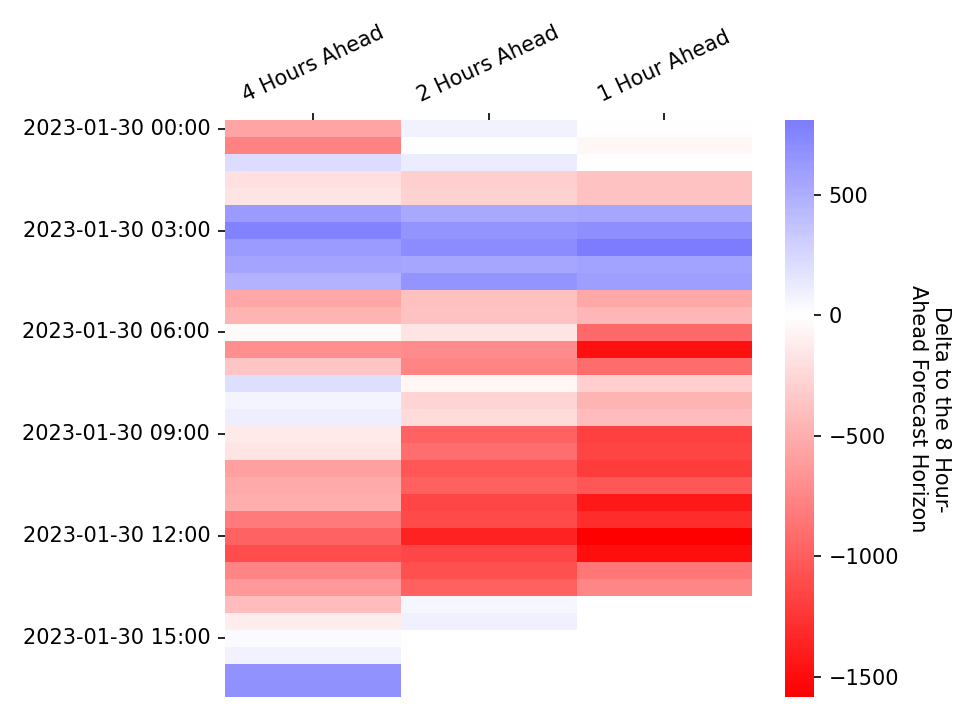 4 Hours Ahead
2 Hours Ahead
1 Hour Ahead
2023-01-30 00:00
2023-01-30 03:00
2023-01-30 06:00
2023-01-30 09:00
2023-01-30 12:00
2023-01-30 15:00
500
0
−500
−1000
−1500
Delta to the 8 Hour-
Ahead Forecast Horizon